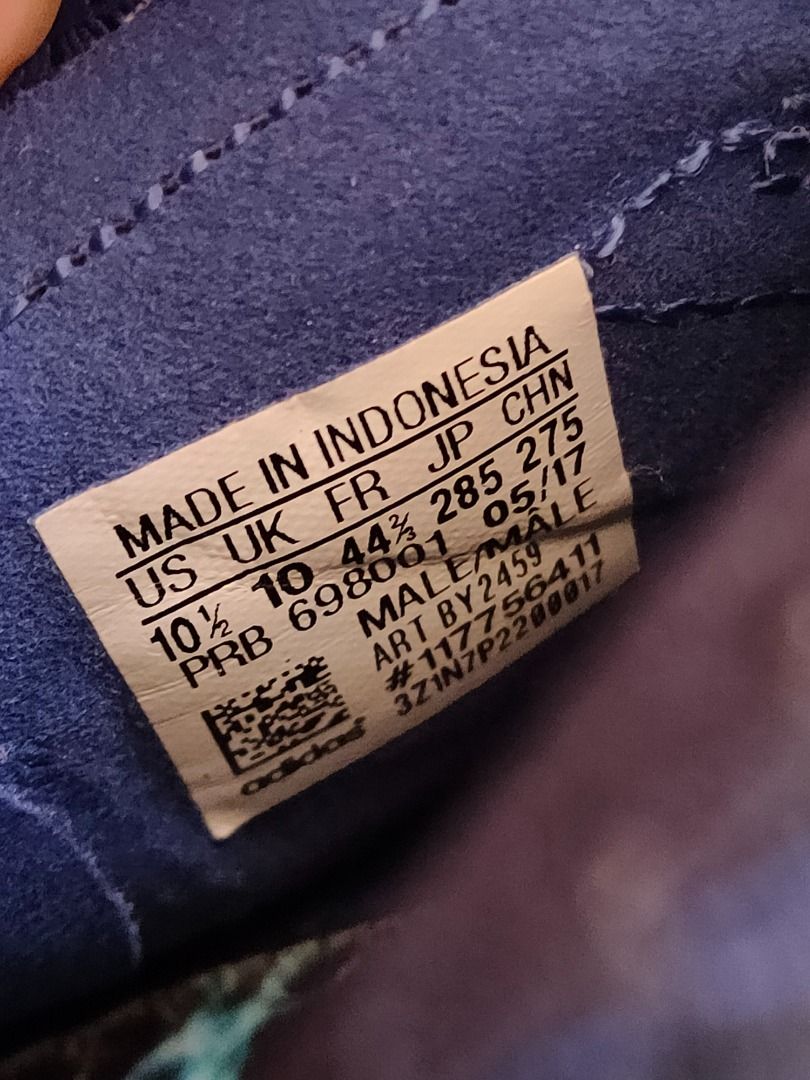 MADE IN INDONESIA
US UK FR JP CHN
10½ 10 44⅔ 285 275
PRB 698001 05/17
MALE/MÂLE
ART BY2459
#117756411
3Z1N7P2200017
adidas